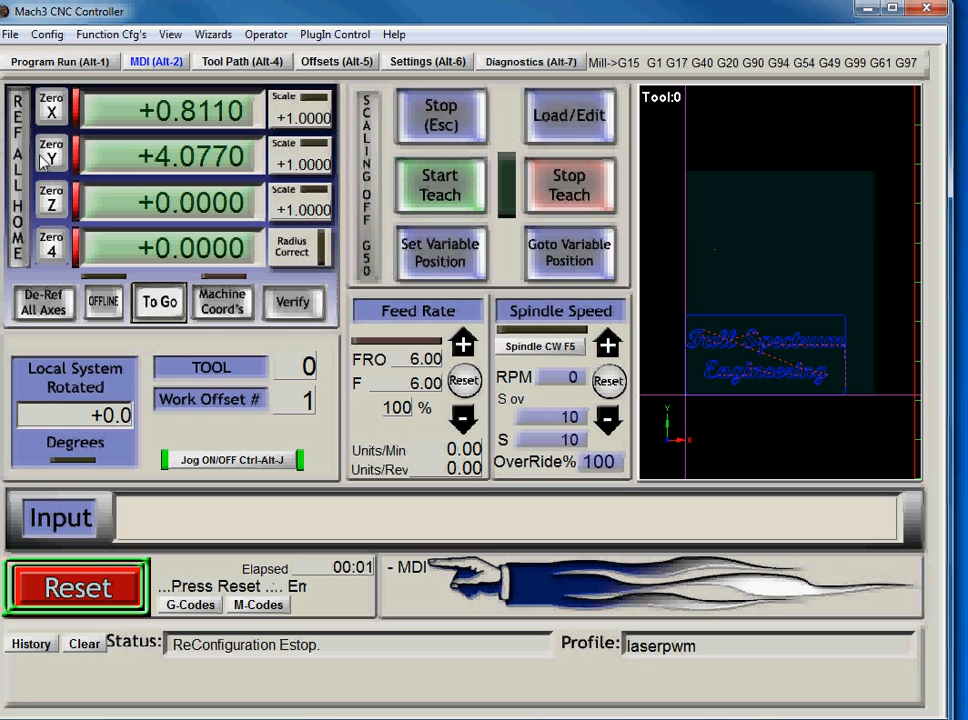 Mach3 CNC Controller
File Config Function Cfg's View Wizards Operator PlugIn Control Help
Program Run (Alt-1) MDI (Alt-2) Tool Path (Alt-4) Offsets (Alt-5) Settings (Alt-6) Diagnostics (Alt-7) Mill->G15 G1 G17 G40 G20 G90 G94 G54 G49 G99 G61 G97
REF ALL HOME
Zero X +0.8110 Scale +1.0000
Zero Y +4.0770 Scale +1.0000
Zero Z +0.0000 Scale +1.0000
Zero 4 +0.0000 Radius Correct
De-Ref All Axes OFFLINE To Go Machine Coord's Verify
SCALING OFF G50
Stop (Esc) Load/Edit
Start Teach Stop Teach
Set Variable Position Goto Variable Position
Tool:0
Full Spectrum
Engineering
Y
X
Local System Rotated
+0.0
Degrees
TOOL 0
Work Offset # 1
Jog ON/OFF Ctrl-Alt-J
Feed Rate
FRO 6.00
F 6.00
Reset
100 %
Units/Min 0.00
Units/Rev 0.00
Spindle Speed
Spindle CW F5
RPM 0
Reset
S ov 10
S 10
OverRide% 100
Input
Reset
Elapsed 00:01
...Press Reset .... Em
G-Codes M-Codes
- MDI
History Clear Status: ReConfiguration Estop. Profile: laserpwm